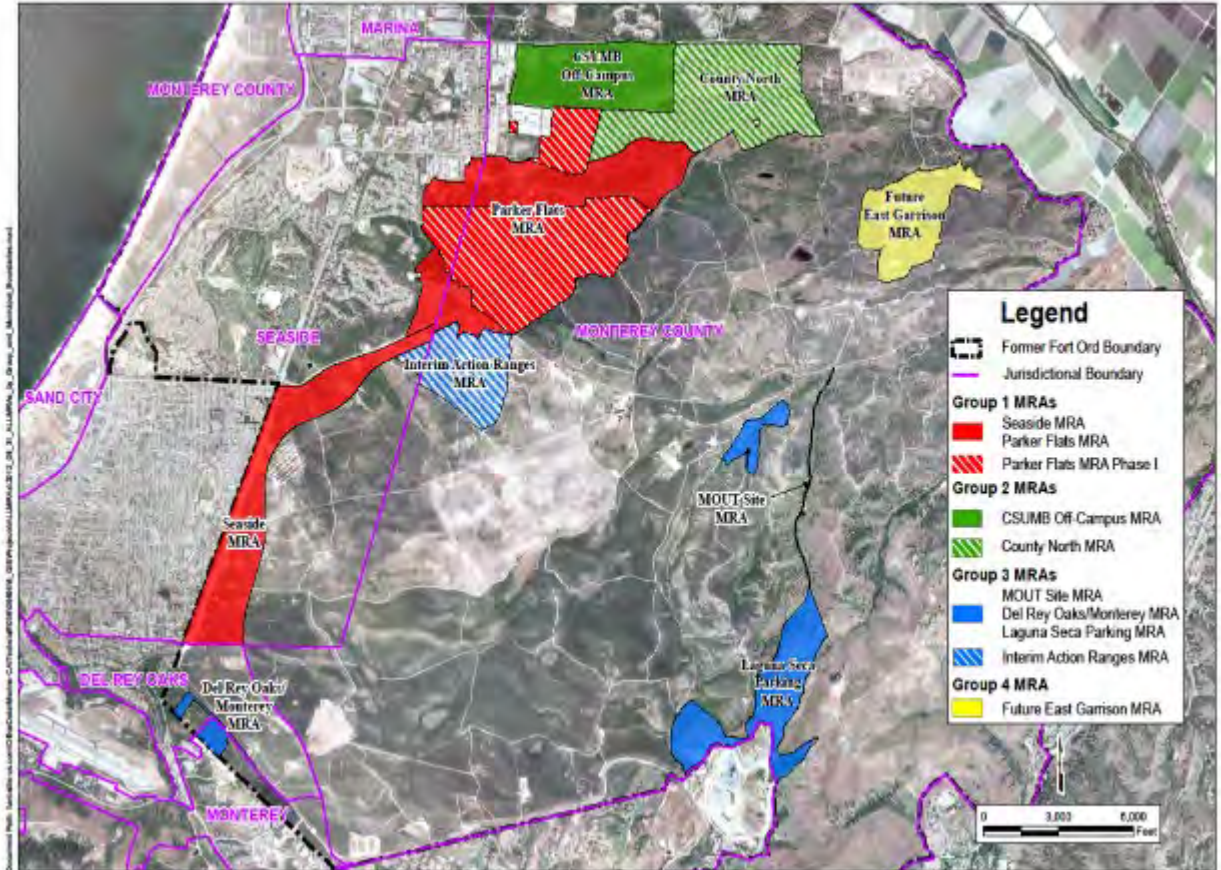 MARINA
MONTEREY COUNTY
CSUMB
Off-Campus
MRA
County North
MRA
Parker Flats
MRA
Future
East Garrison
MRA
SEASIDE
MONTEREY COUNTY
Interim Action Ranges
MRA
SAND CITY
MOUT Site
MRA
Seaside
MRA
DEL REY OAKS
Del Rey Oaks/
Monterey
MRA
Laguna Seca
Parking
MRA
MONTEREY
Legend
Former Fort Ord Boundary
Jurisdictional Boundary
Group 1 MRAs
Seaside MRA
Parker Flats MRA
Parker Flats MRA Phase I
Group 2 MRAs
CSUMB Off-Campus MRA
County North MRA
Group 3 MRAs
MOUT Site MRA
Del Rey Oaks/Monterey MRA
Laguna Seca Parking MRA
Interim Action Ranges MRA
Group 4 MRA
Future East Garrison MRA
0 3,000 6,000
Feet